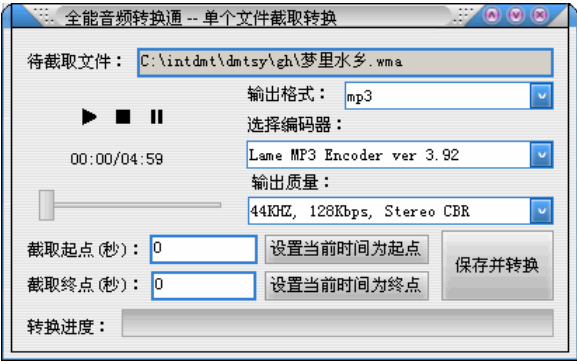 全能音频转换通 -- 单个文件截取转换
待截取文件： C:\intdmt\dmtsy\gh\梦里水乡.wma
输出格式： mp3
选择编码器：
00:00/04:59
Lame MP3 Encoder ver 3.92
输出质量：
44KHZ, 128Kbps, Stereo CBR
截取起点(秒)： 0 设置当前时间为起点
保存并转换
截取终点(秒)： 0 设置当前时间为终点
转换进度：